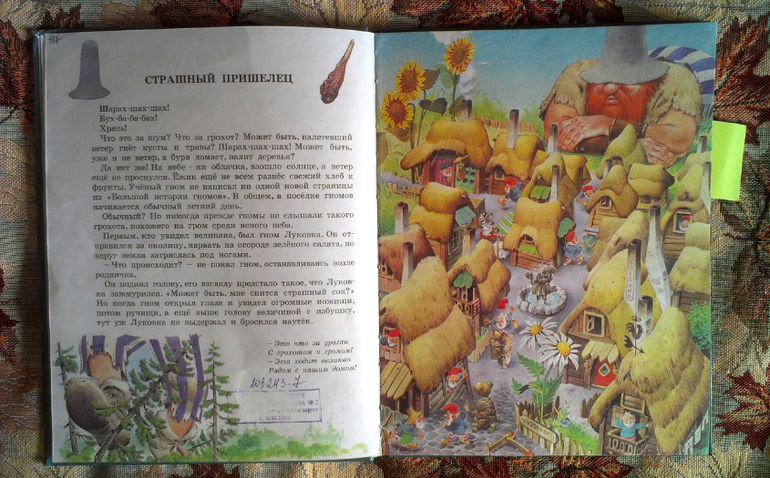 СТРАШНЫЙ ПРИШЕЛЕЦ
Шарах-шах-шах!
Бух-ба-ба-бах!
Хрясь!
Что это за шум? Что за грохот? Может быть, налетевший
ветер гнёт кусты и травы? Шарах-шах-шах! Может быть,
уже и не ветер, а буря ломает, валит деревья?
Да нет же! На небе - ни облачка, взошло солнце, а ветер
ещё не проснулся. Ёжик ещё не всем разнёс свежий хлеб и
фрукты. Учёный гном не написал ни одной новой страницы
из «Большой истории гномов». В общем, в посёлке гномов
начинается обычный летний день.
Обычный? Но никогда прежде гномы не слышали такого
грохота, похожего на гром среди ясного неба.
Первым, кто увидел великана, был гном Луковка. Он от-
правился за околицу, нарвать на огороде зелёного салата, но
вдруг земля затряслась под ногами.
– Что происходит? – не понял гном, останавливаясь возле
родничка.
Он поднял голову, его взгляду предстало такое, что Луков-
ка зажмурился. «Может быть, мне снится страшный сон?»
Но когда гном открыл глаза и увидел огромные ножищи,
потом ручищи, а ещё выше голову величиной с избушку,
тут уж Луковка не выдержал и бросился наутёк.
– Это что за ураган
С грохотом и громом!
– Это ходит великан
Рядом с нашим домом!
103243-7